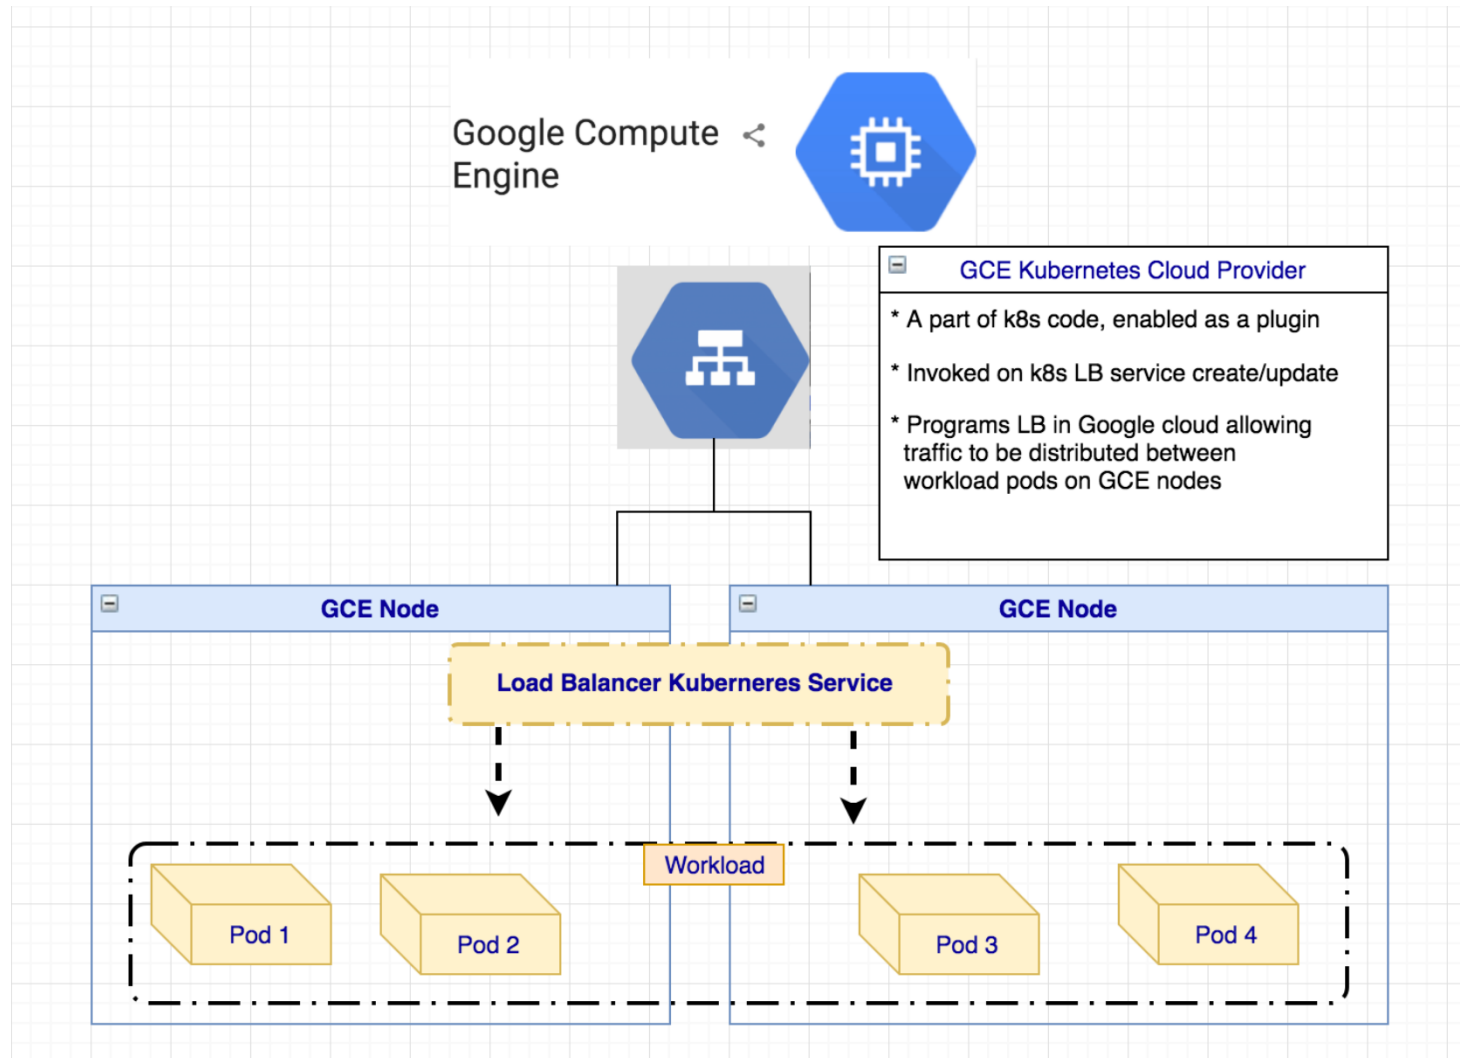 Google Compute
Engine
GCE Kubernetes Cloud Provider
* A part of k8s code, enabled as a plugin
* Invoked on k8s LB service create/update
* Programs LB in Google cloud allowing
traffic to be distributed between
workload pods on GCE nodes
GCE Node
GCE Node
Load Balancer Kuberneres Service
Workload
Pod 1
Pod 2
Pod 3
Pod 4